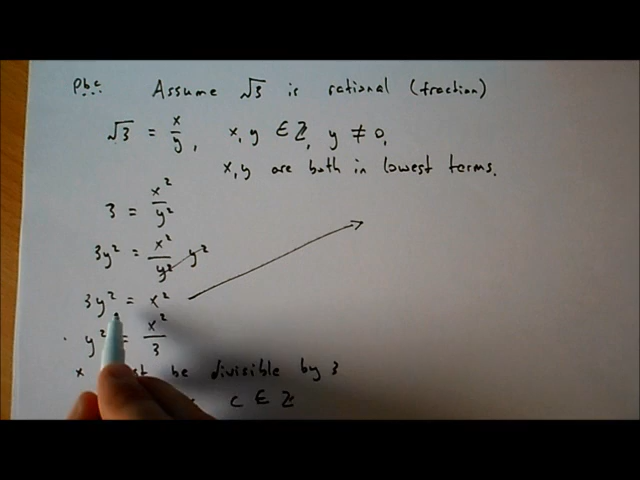 Pbc Assume √3 is rational (fraction)
√3 = x/y, x, y ∈ ℤ, y ≠ 0,
x, y are both in lowest terms.
3 = x²/y²
3y² = x²/y² y²
3y² = x²
y² = x²/3
x be divisible by 3
c ∈ ℤ